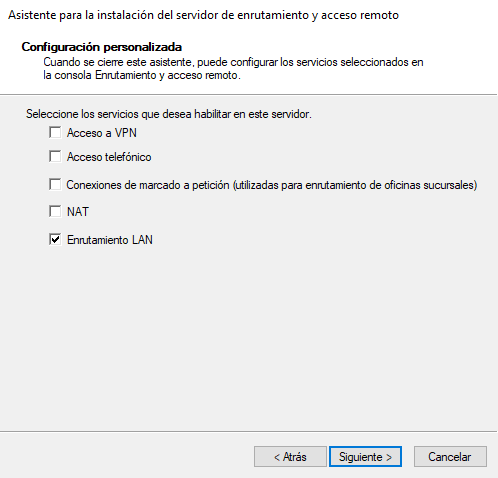 Asistente para la instalación del servidor de enrutamiento y acceso remoto
Configuración personalizada
Cuando se cierre este asistente, puede configurar los servicios seleccionados en
la consola Enrutamiento y acceso remoto.
Seleccione los servicios que desea habilitar en este servidor.
Acceso a VPN
Acceso telefónico
Conexiones de marcado a petición (utilizadas para enrutamiento de oficinas sucursales)
NAT
Enrutamiento LAN
< Atrás
Siguiente >
Cancelar